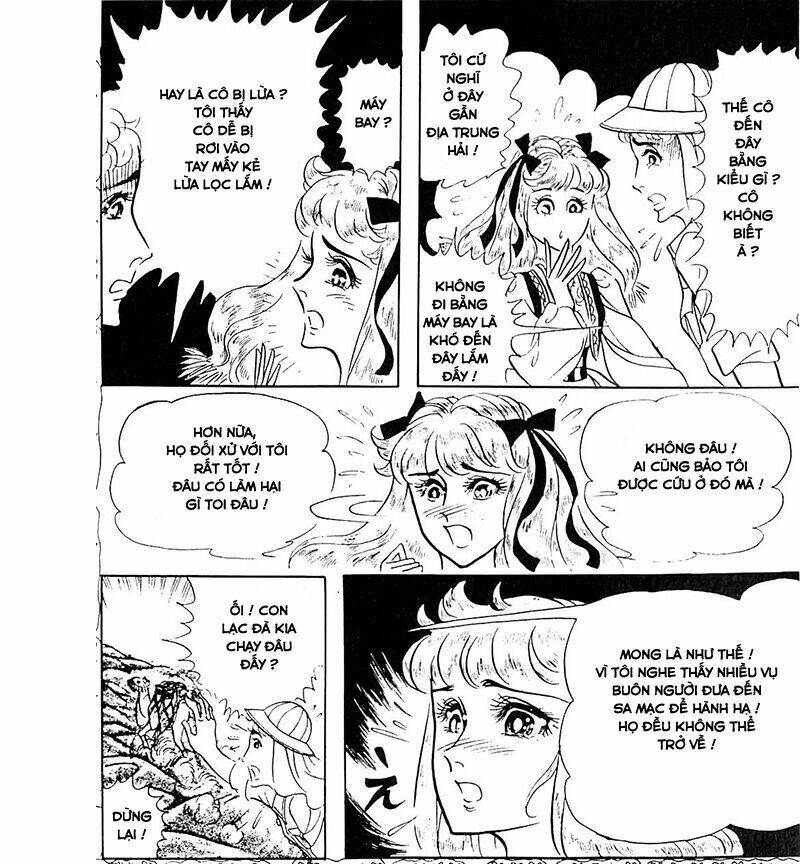 THẾ CÔ
ĐẾN
ĐÂY
BẰNG
KIỂU GÌ ?
CÔ
KHÔNG
BIẾT
À ?
TÔI CỨ
NGHĨ
Ở ĐÂY
GẦN
ĐỊA TRUNG
HẢI !
KHÔNG
ĐI BẰNG
MÁY BAY LÀ
KHÓ ĐẾN
ĐÂY LẮM
ĐẤY !
MÁY
BAY ?
HAY LÀ CÔ BỊ LỪA ?
TÔI THẤY
CÔ DỄ BỊ
RƠI VÀO
TAY MẤY KẺ
LỪA LỌC LẮM !
KHÔNG ĐÂU !
AI CŨNG BẢO TÔI
ĐƯỢC CỨU Ở ĐÓ MÀ !
HƠN NỮA,
HỌ ĐỐI XỬ VỚI TÔI
RẤT TỐT !
ĐÂU CÓ LÀM HẠI
GÌ TOI ĐÂU !
MONG LÀ NHƯ THẾ !
VÌ TÔI NGHE THẤY NHIỀU VỤ
BUÔN NGƯỜI ĐƯA ĐẾN
SA MẠC ĐỂ HÀNH HẠ !
HỌ ĐỀU KHÔNG THỂ
TRỞ VỀ !
え
ỐI ! CON
LẠC ĐÀ KIA
CHẠY ĐÂU
ĐẤY ?
DỪNG
LẠI !